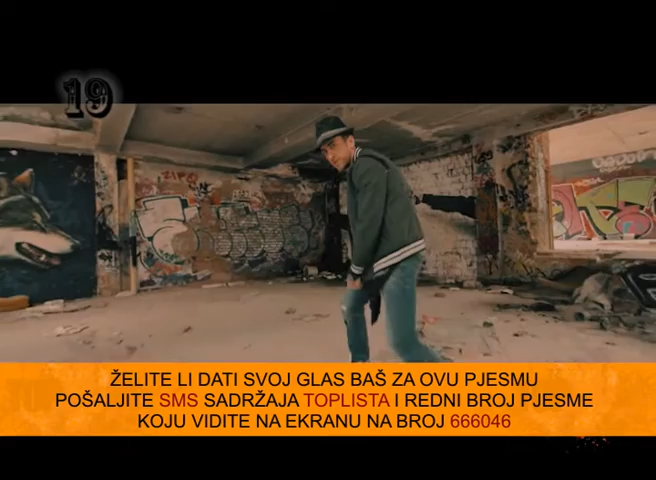 19
ŽELITE LI DATI SVOJ GLAS BAŠ ZA OVU PJESMU
POŠALJITE SMS SADRŽAJA TOPLISTA I REDNI BROJ PJESME
KOJU VIDITE NA EKRANU NA BROJ 666046